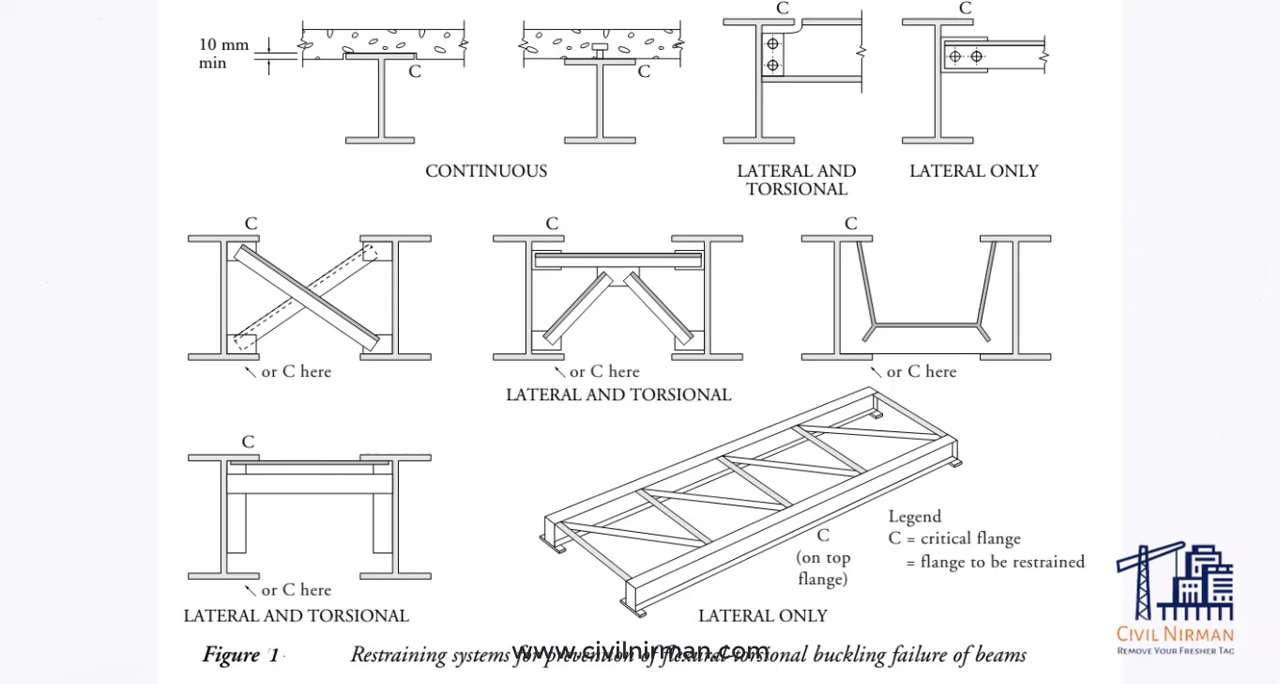 C
C
10 mm
min
C
C
CONTINUOUS
LATERAL AND
TORSIONAL
LATERAL ONLY
C
C
C
or C here
or C here
or C here
LATERAL AND TORSIONAL
C
or C here
LATERAL AND TORSIONAL
C
(on top
flange)
LATERAL ONLY
Legend
C = critical flange
= flange to be restrained
CIVIL NIRMAN
REMOVE YOUR FRESHER TAG
Figure 1
Restraining systems for prevention of flexural-torsional buckling failure of beams
www.civilnirman.com